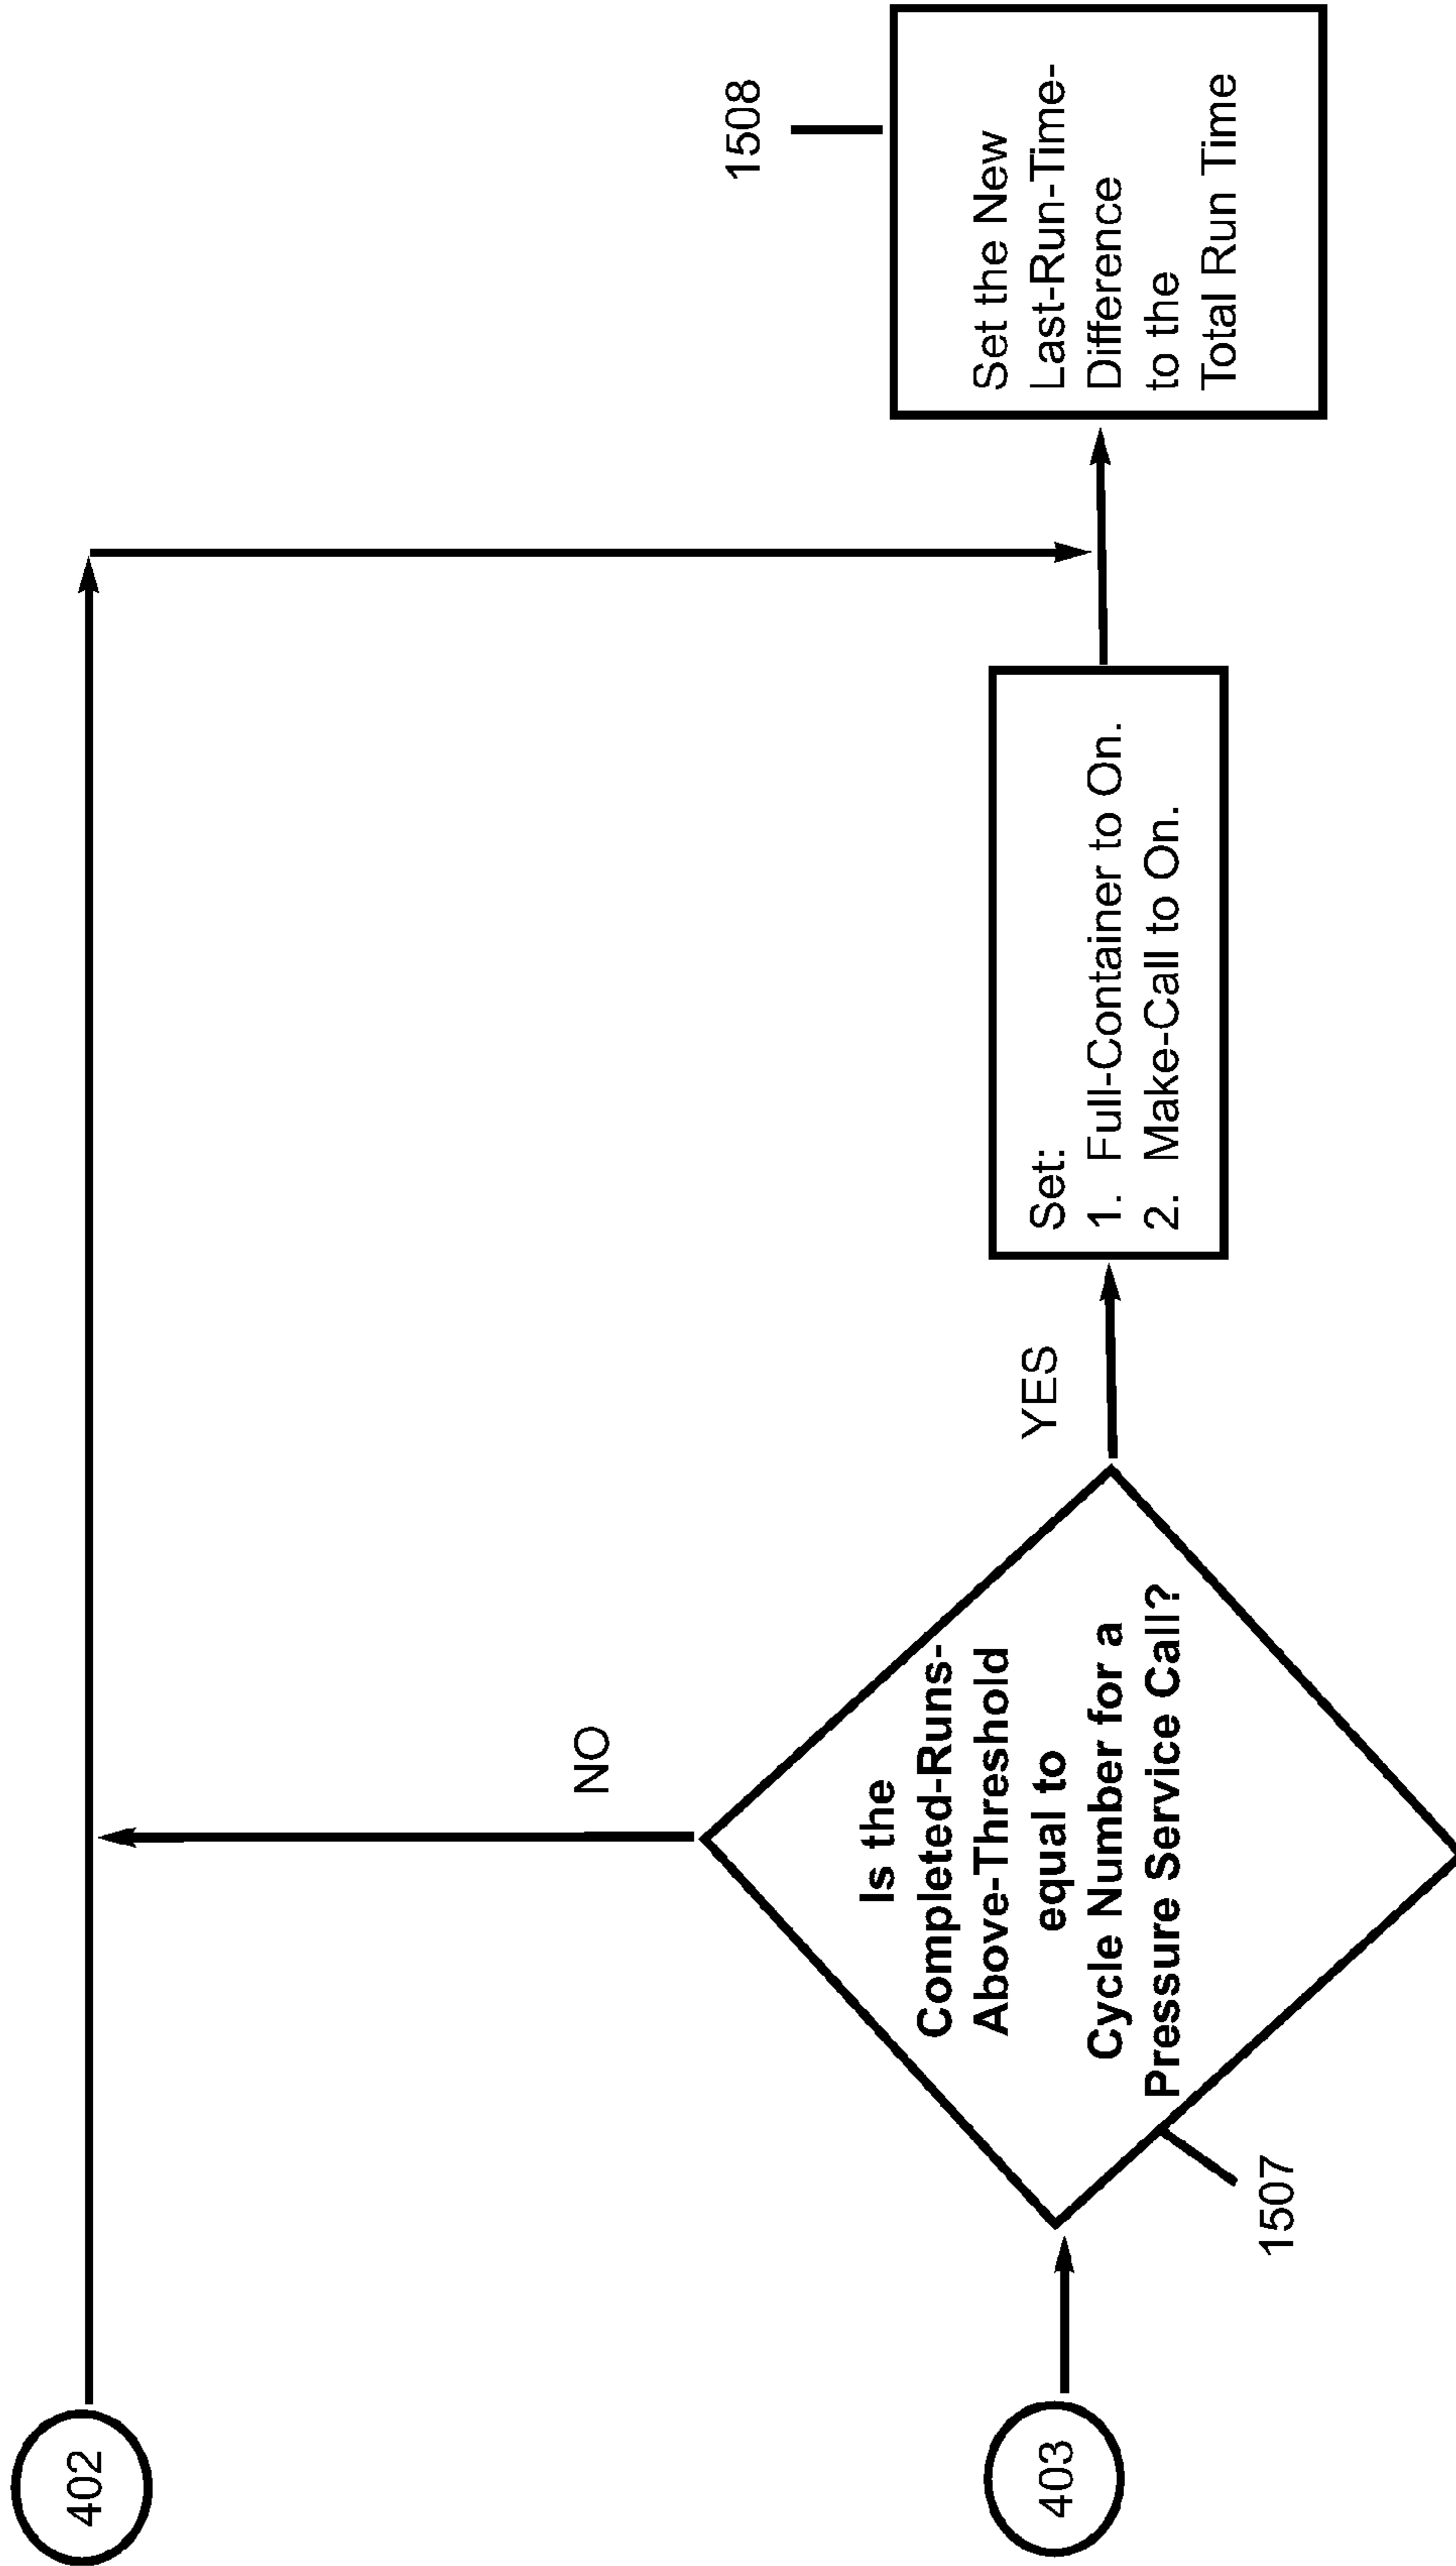 402
NO
1508
403
Is the
Completed-Runs-
Above-Threshold
equal to
Cycle Number for a
Pressure Service Call?
1507
YES
Set:
1. Full-Container to On.
2. Make-Call to On.
Set the New
Last-Run-Time-
Difference
to the
Total Run Time